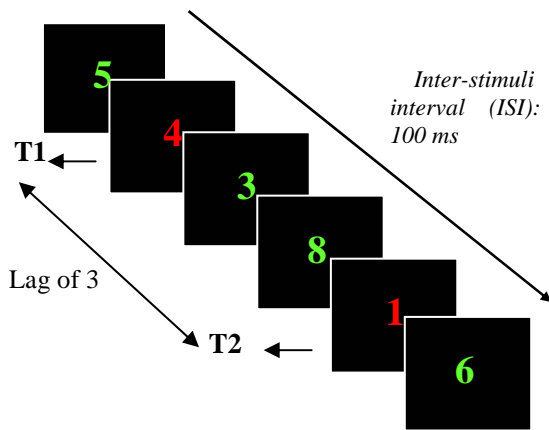 5
Inter-stimuli
interval (ISI):
100 ms
4
T1
3
8
Lag of 3
1
T2
6